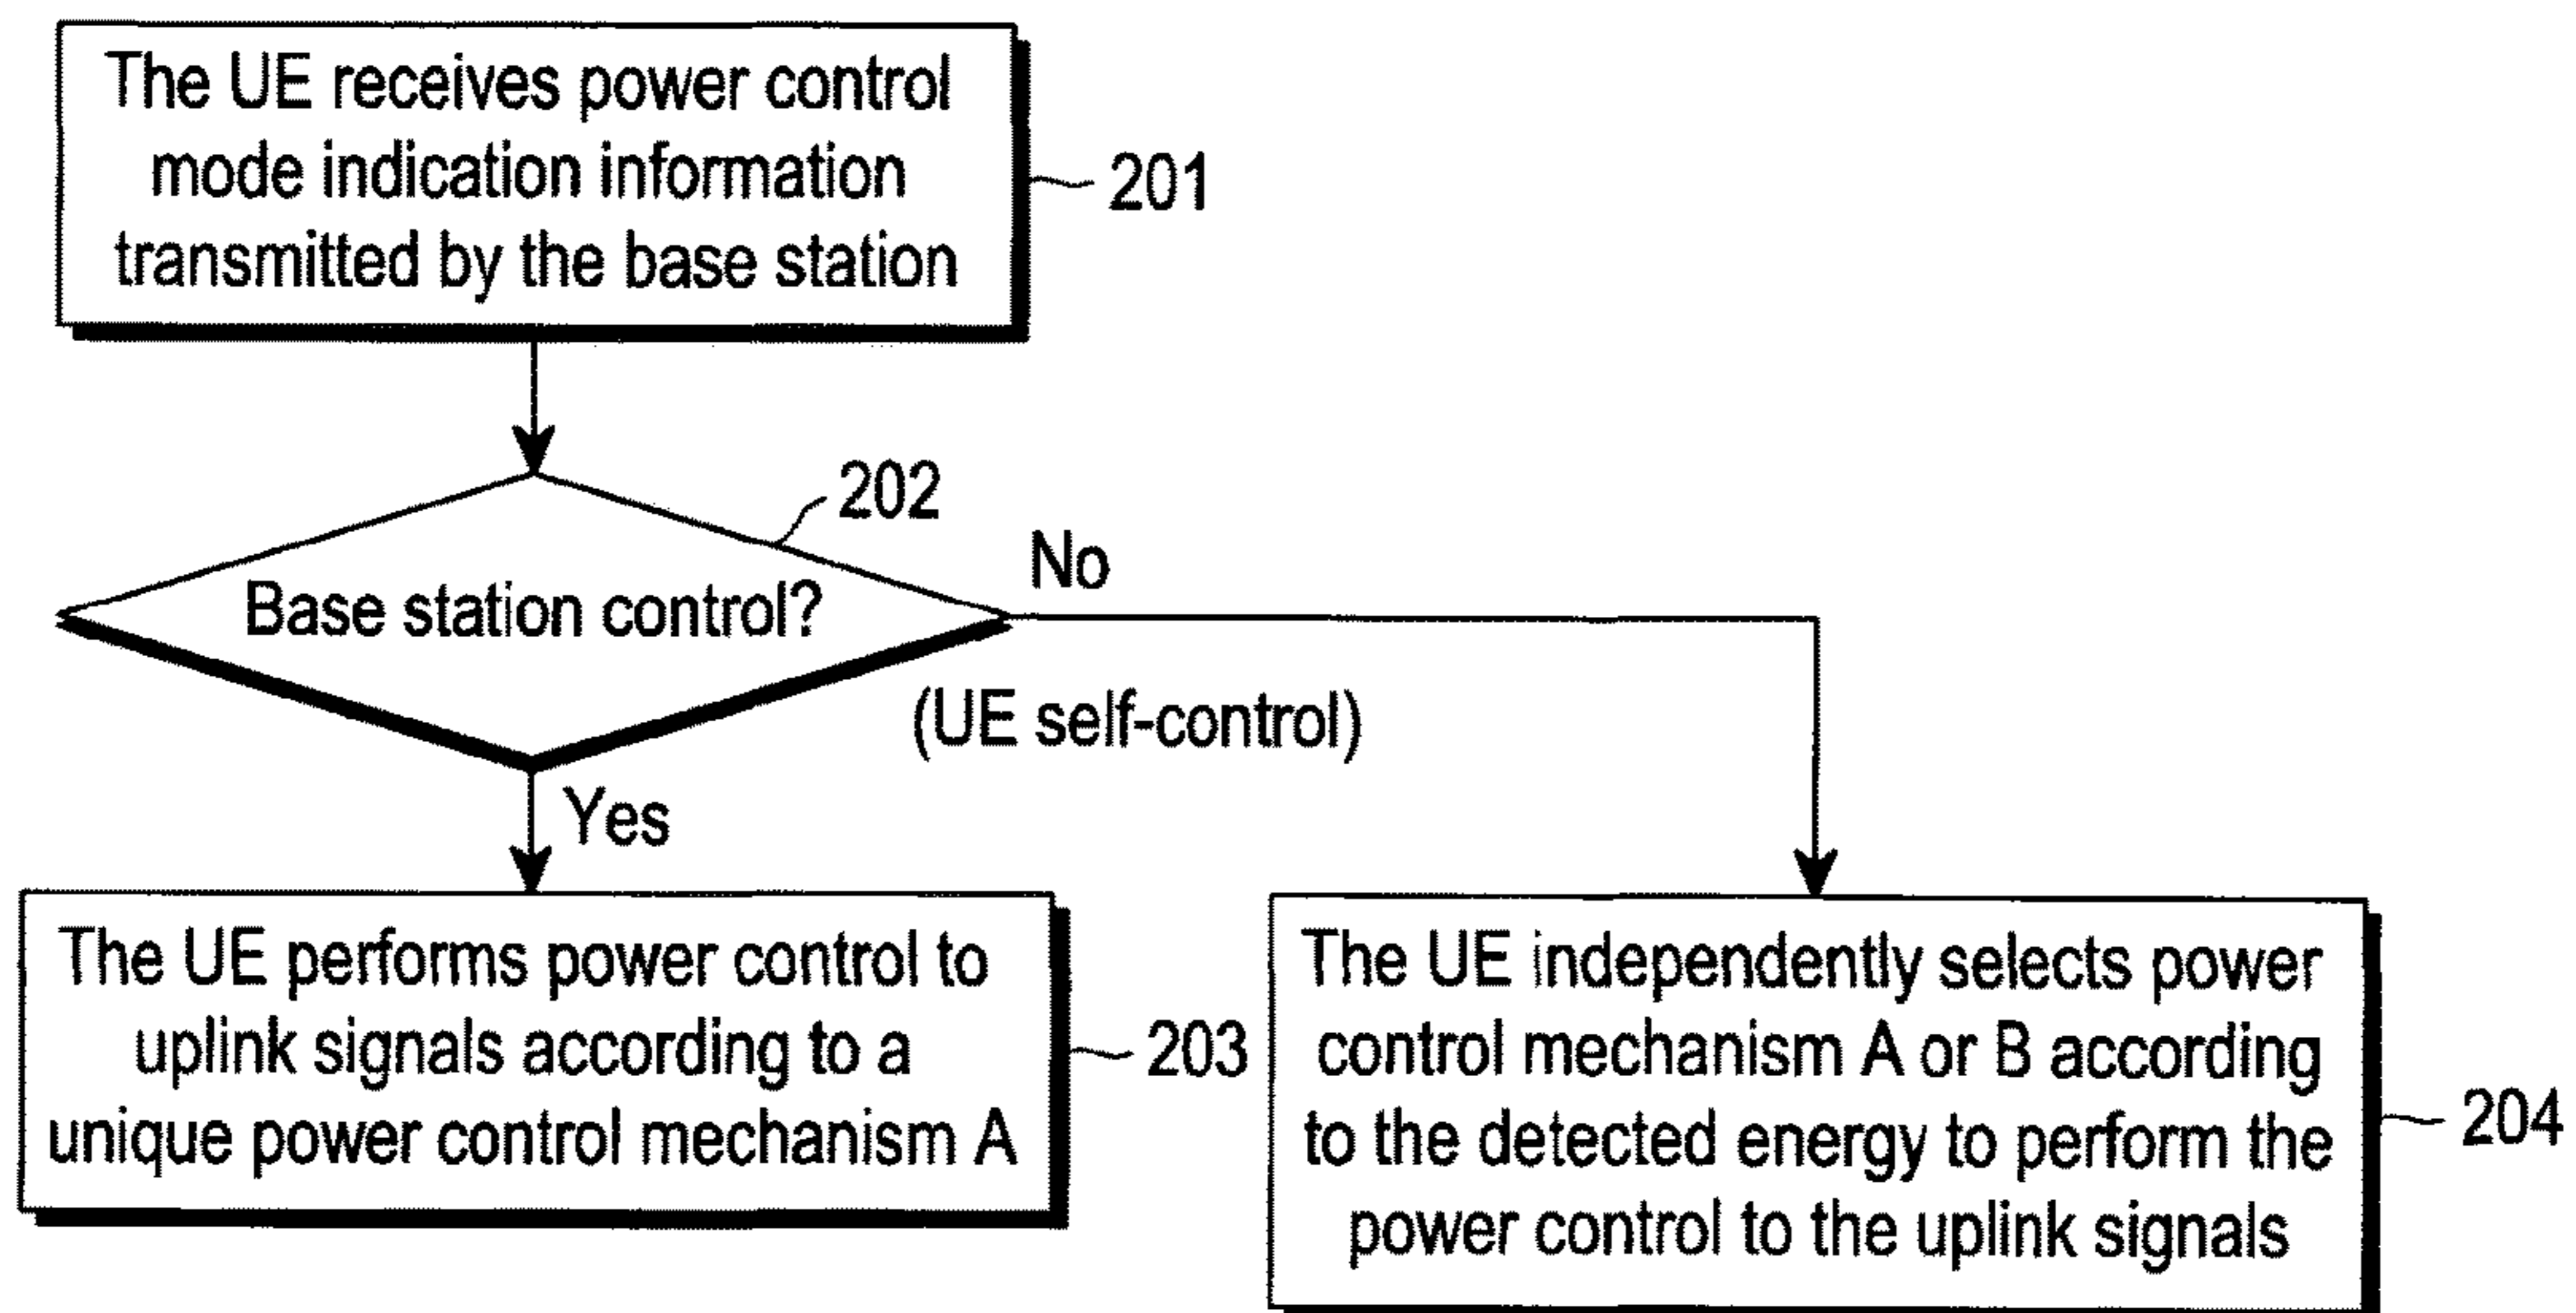 The UE receives power control
mode indication information
transmitted by the base station
201
202
Base station control?
No
(UE self-control)
Yes
The UE performs power control to
uplink signals according to a
unique power control mechanism A
203
The UE independently selects power
control mechanism A or B according
to the detected energy to perform the
power control to the uplink signals
204